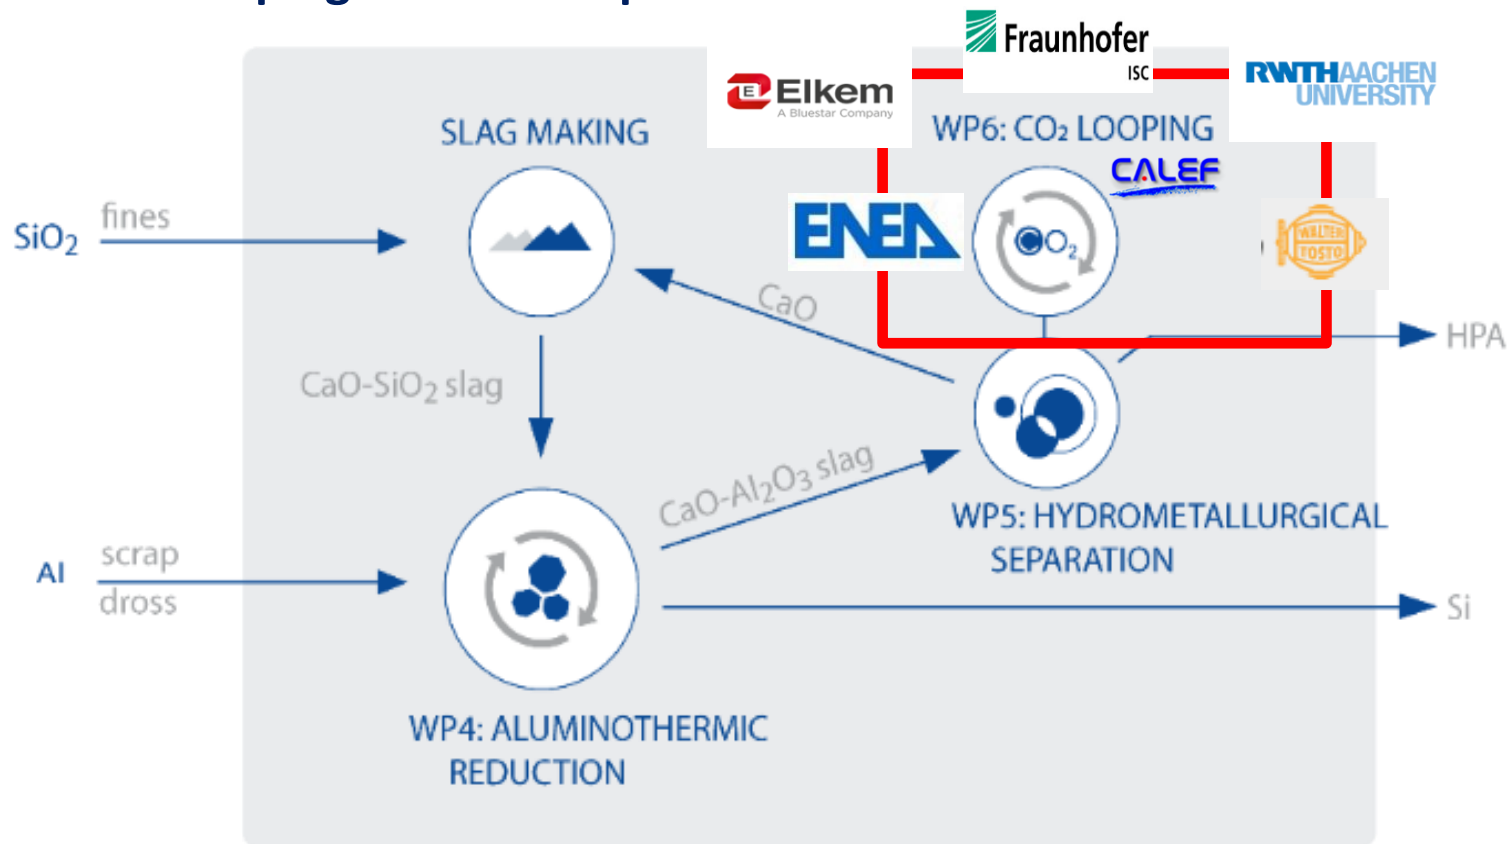 Fraunhofer
ISC
Elkem
A Bluestar Company
RWTHAACHEN
UNIVERSITY
SLAG MAKING
WP6: CO₂ LOOPING
CALEF
fines
SiO₂
ENEA
CO₂
WALTER
TOSTO
CaO
HPA
CaO-SiO₂ slag
CaO-Al₂O₃ slag
WP5: HYDROMETALLURGICAL
SEPARATION
scrap
Al
dross
Si
WP4: ALUMINOTHERMIC
REDUCTION